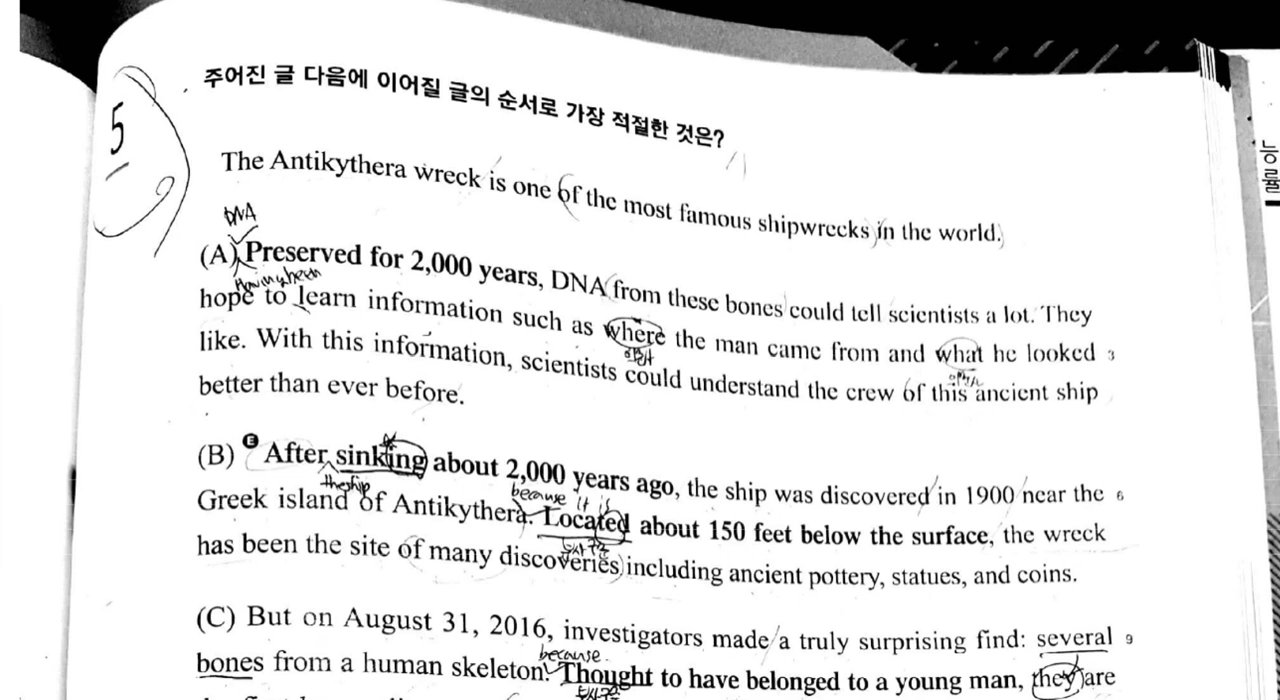 5
주어진 글 다음에 이어질 글의 순서로 가장 적절한 것은?
The Antikythera wreck is one of the most famous shipwrecks in the world.
DNA
(A) Preserved for 2,000 years, DNA from these bones could tell scientists a lot. They
Having been
hope to learn information such as where the man came from and what he looked 3
like. With this information, scientists could understand the crew of this ancient ship
better than ever before.
(B) E After sinking about 2,000 years ago, the ship was discovered in 1900 near the 6
the ship
because it is
Greek island of Antikythera. Located about 150 feet below the surface, the wreck
has been the site of many discoveries including ancient pottery, statues, and coins.
(C) But on August 31, 2016, investigators made a truly surprising find: several 9
because
bones from a human skeleton. Thought to have belonged to a young man, they are
능률